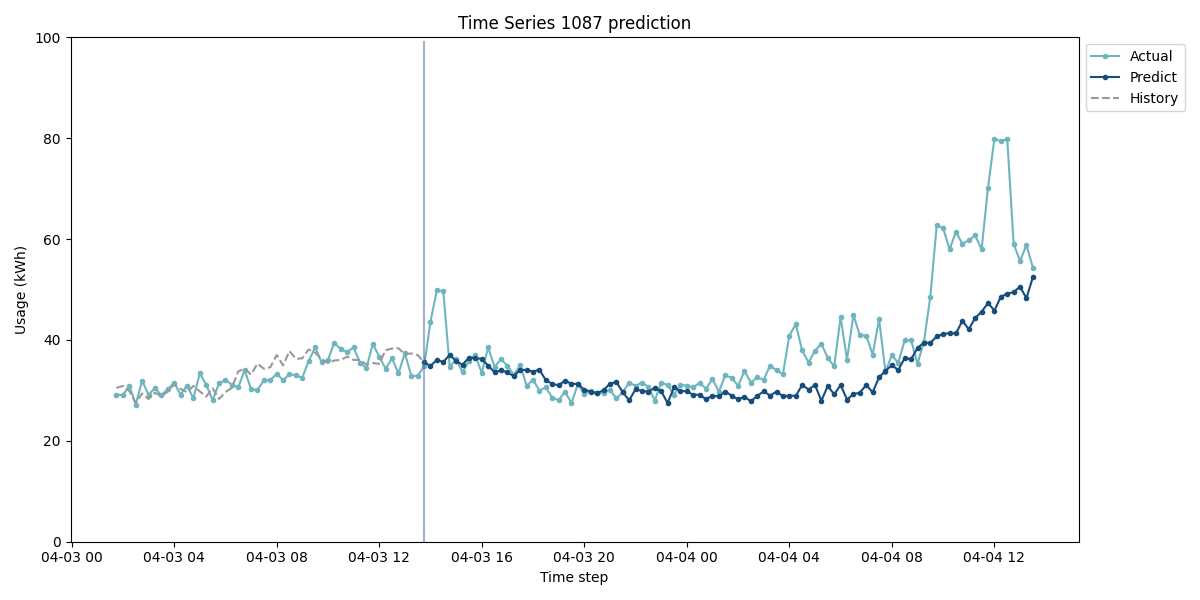 Time Series 1087 prediction
100
80
60
40
20
0
Usage (kWh)
04-03 00 04-03 04 04-03 08 04-03 12 04-03 16 04-03 20 04-04 00 04-04 04 04-04 08 04-04 12
Time step
Actual
Predict
History